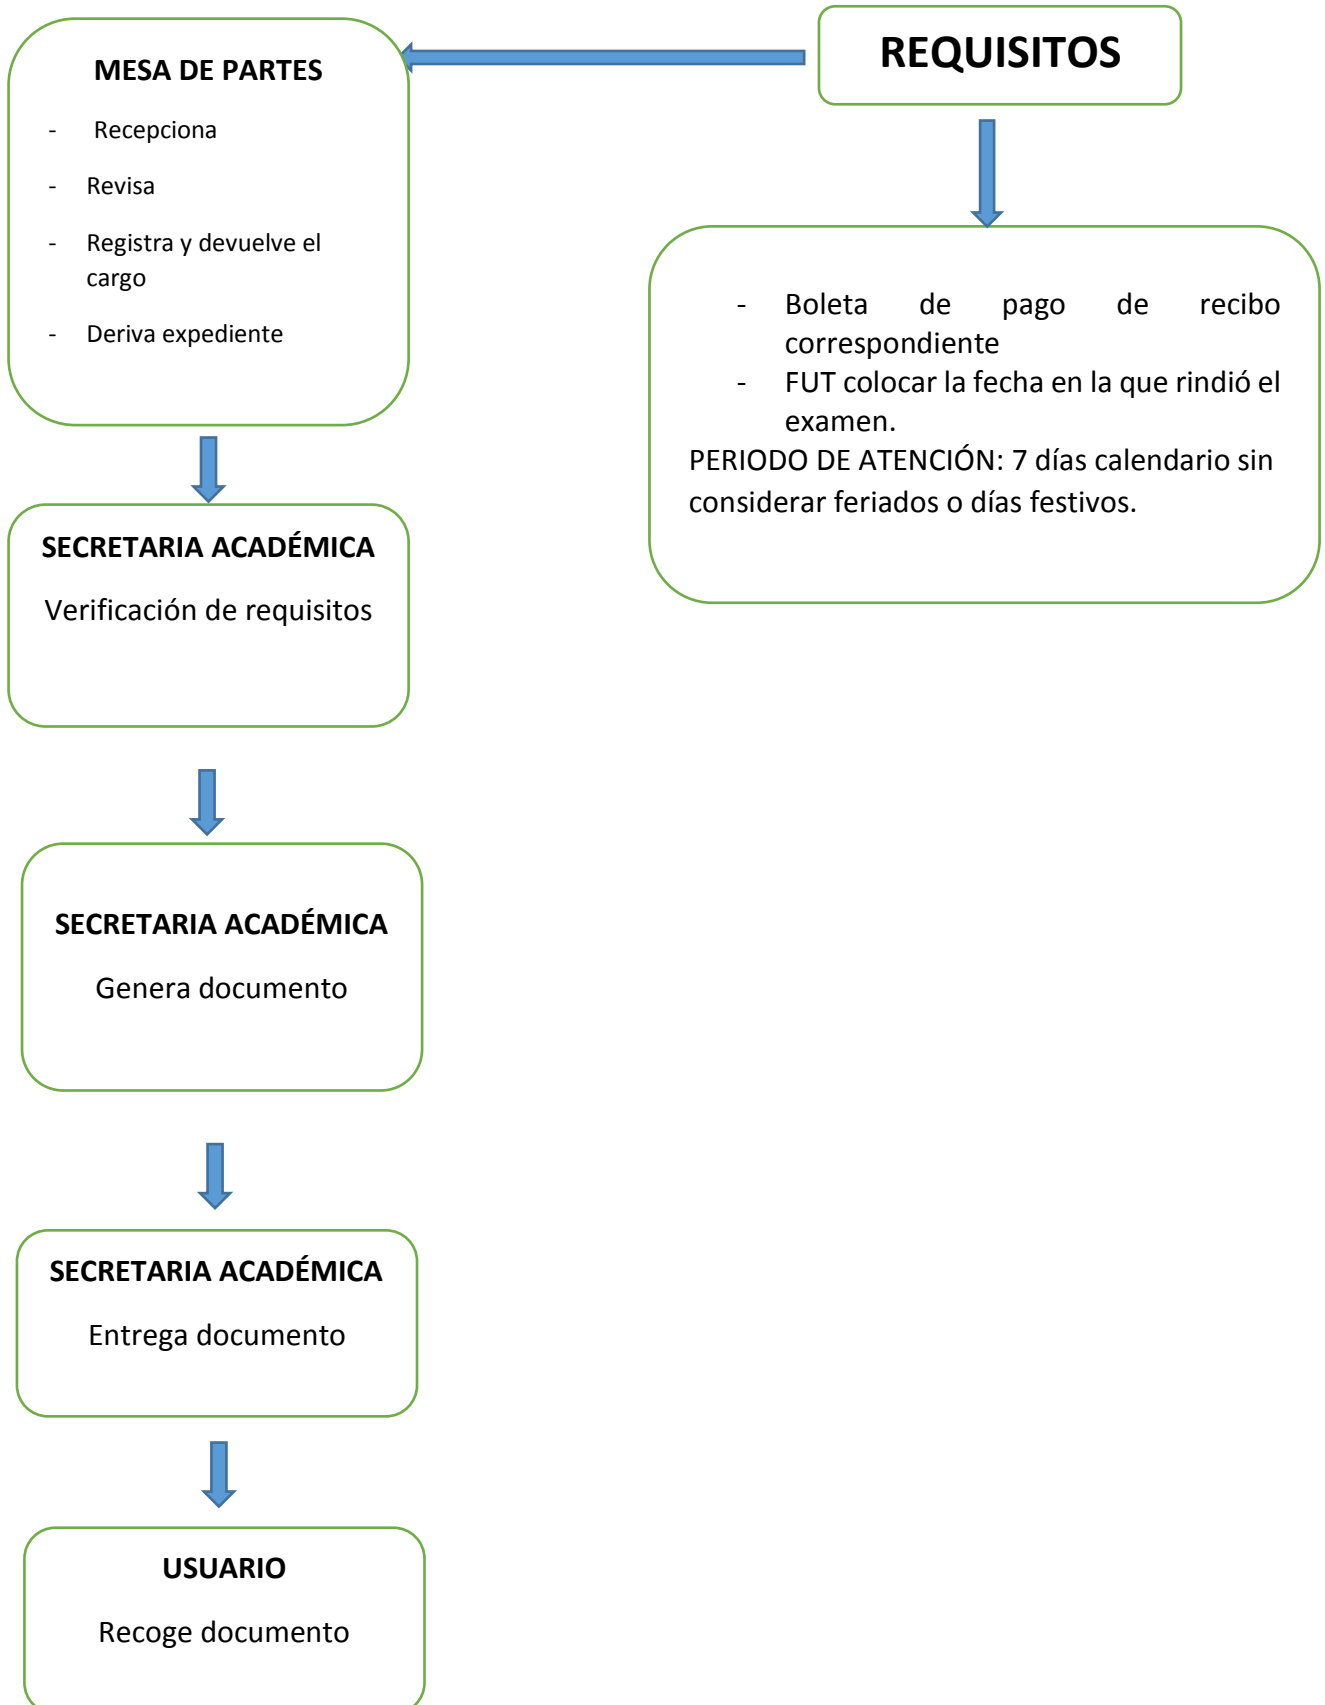 REQUISITOS
MESA DE PARTES
- Recepciona
- Revisa
- Registra y devuelve el
cargo
- Deriva expediente
- Boleta de pago de recibo
correspondiente
- FUT colocar la fecha en la que rindió el
examen.
PERIODO DE ATENCIÓN: 7 días calendario sin
considerar feriados o días festivos.
SECRETARIA ACADÉMICA
Verificación de requisitos
SECRETARIA ACADÉMICA
Genera documento
SECRETARIA ACADÉMICA
Entrega documento
USUARIO
Recoge documento